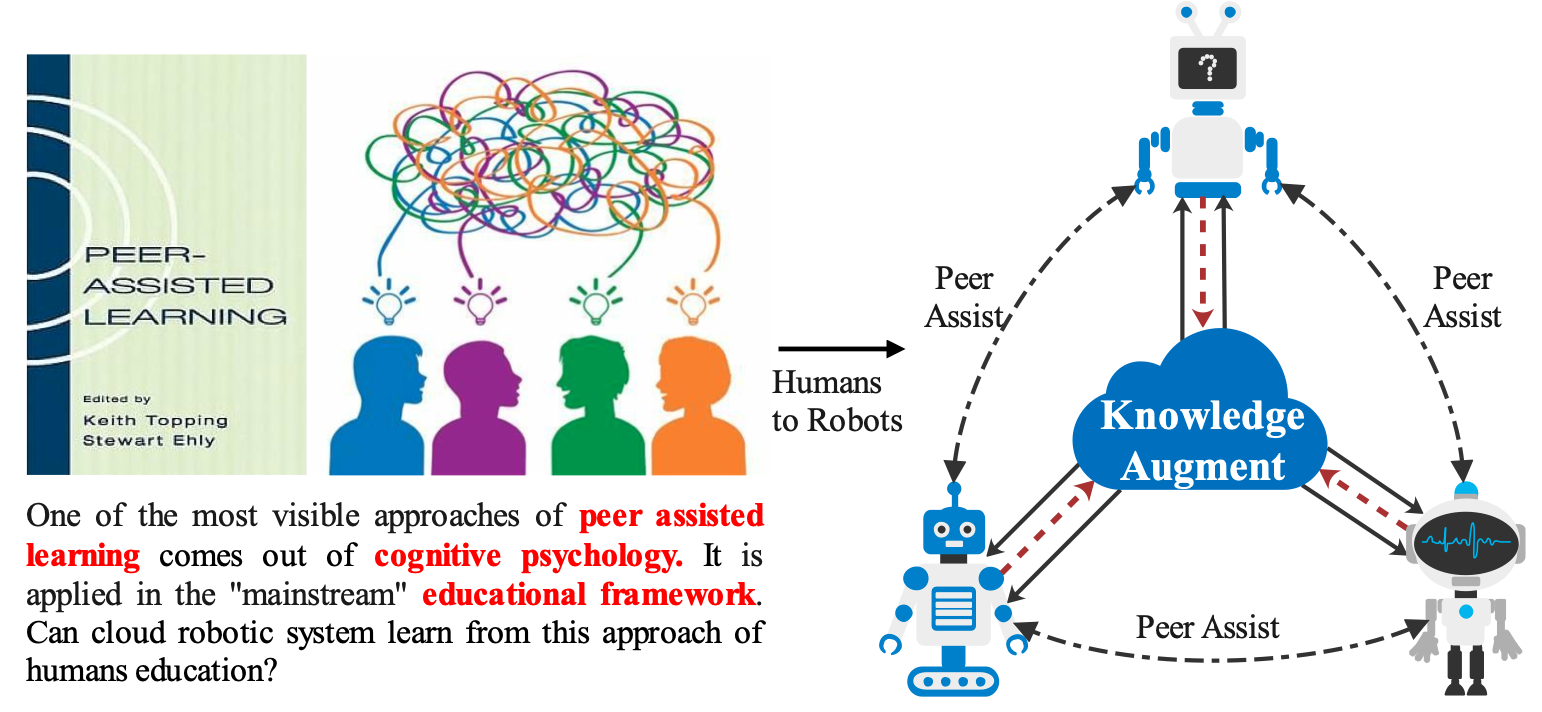 PEER-
ASSISTED
LEARNING
Edited by
Keith Topping
Stewart Ehly
One of the most visible approaches of peer assisted
learning comes out of cognitive psychology. It is
applied in the "mainstream" educational framework.
Can cloud robotic system learn from this approach of
humans education?
Humans
to Robots
?
Peer
Assist
Peer
Assist
Knowledge
Augment
Peer Assist